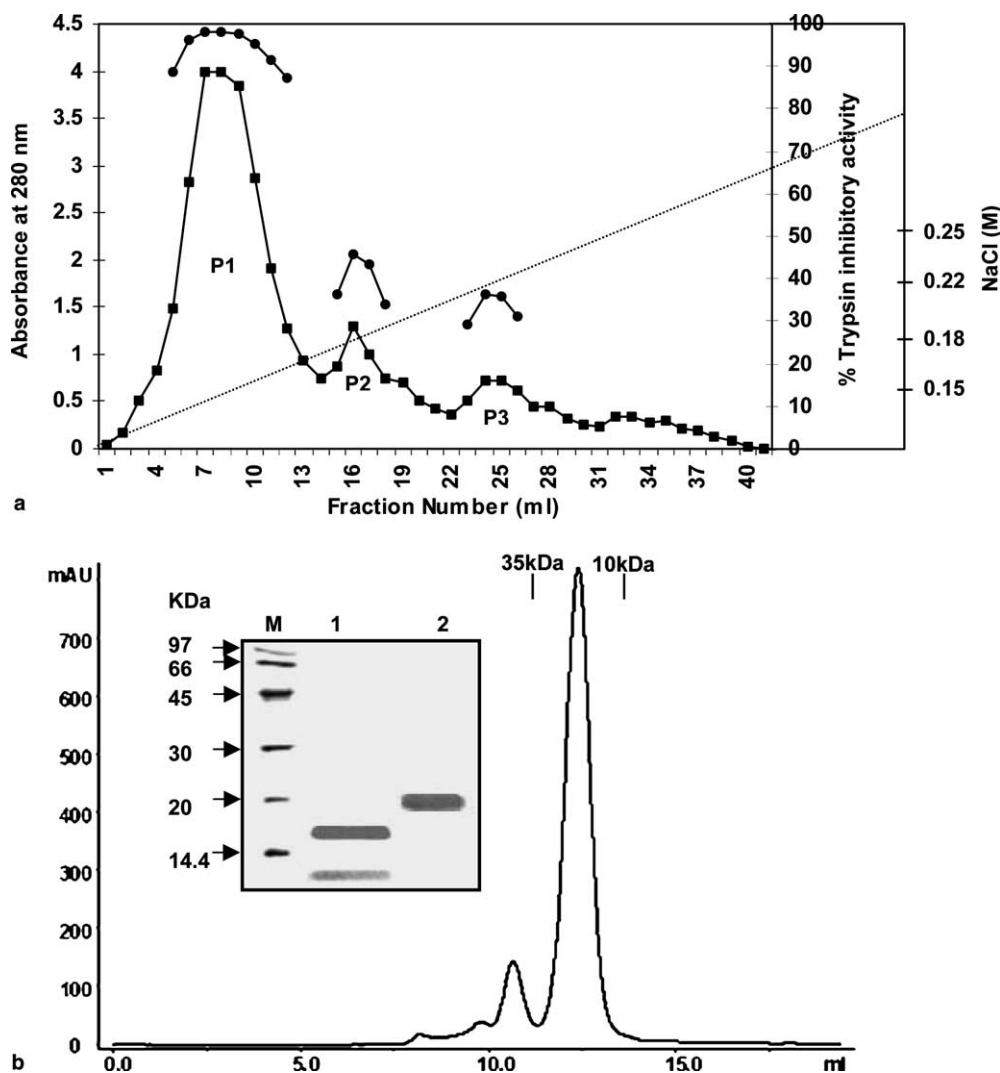 4.5
4
3.5
3
2.5
2
1.5
1
0.5
0
Absorbance at 280 nm
P1
P2
P3
100
90
80
70
60
50
40
30
20
10
0
% Trypsin inhibitory activity
0.25
0.22
0.18
0.15
NaCl (M)
1 4 7 10 13 16 19 22 25 28 31 34 37 40
Fraction Number (ml)
a
mAU
700
600
500
400
300
200
100
0
35kDa 10kDa
KDa
M 1 2
97
66
45
30
20
14.4
0.0 5.0 10.0 15.0 ml
b